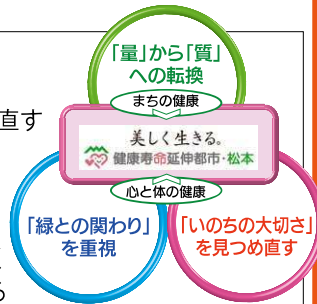 「量」から「質」
への転換
まちの健康
直す
美しく生きる。
健康寿命延伸都市・松本
心と体の健康
「緑との関わり」
を重視
「いのちの大切さ」
を見つめ直す
る